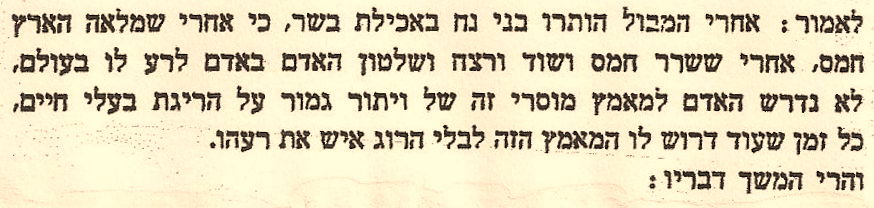 לאמור: אחרי המבול הותרו בני נח באכילת בשר, כי אחרי שמלאה הארץ
חמס, אחרי ששרר חמס ושוד ורצח ושלטון האדם באדם לרע לו בעולם,
לא נדרש האדם למאמץ מוסרי זה של ויתור גמור על הריגת בעלי חיים,
כל זמן שעוד דרוש לו המאמץ הזה לבלי הרוג איש את רעהו.
והרי המשך דבריו: